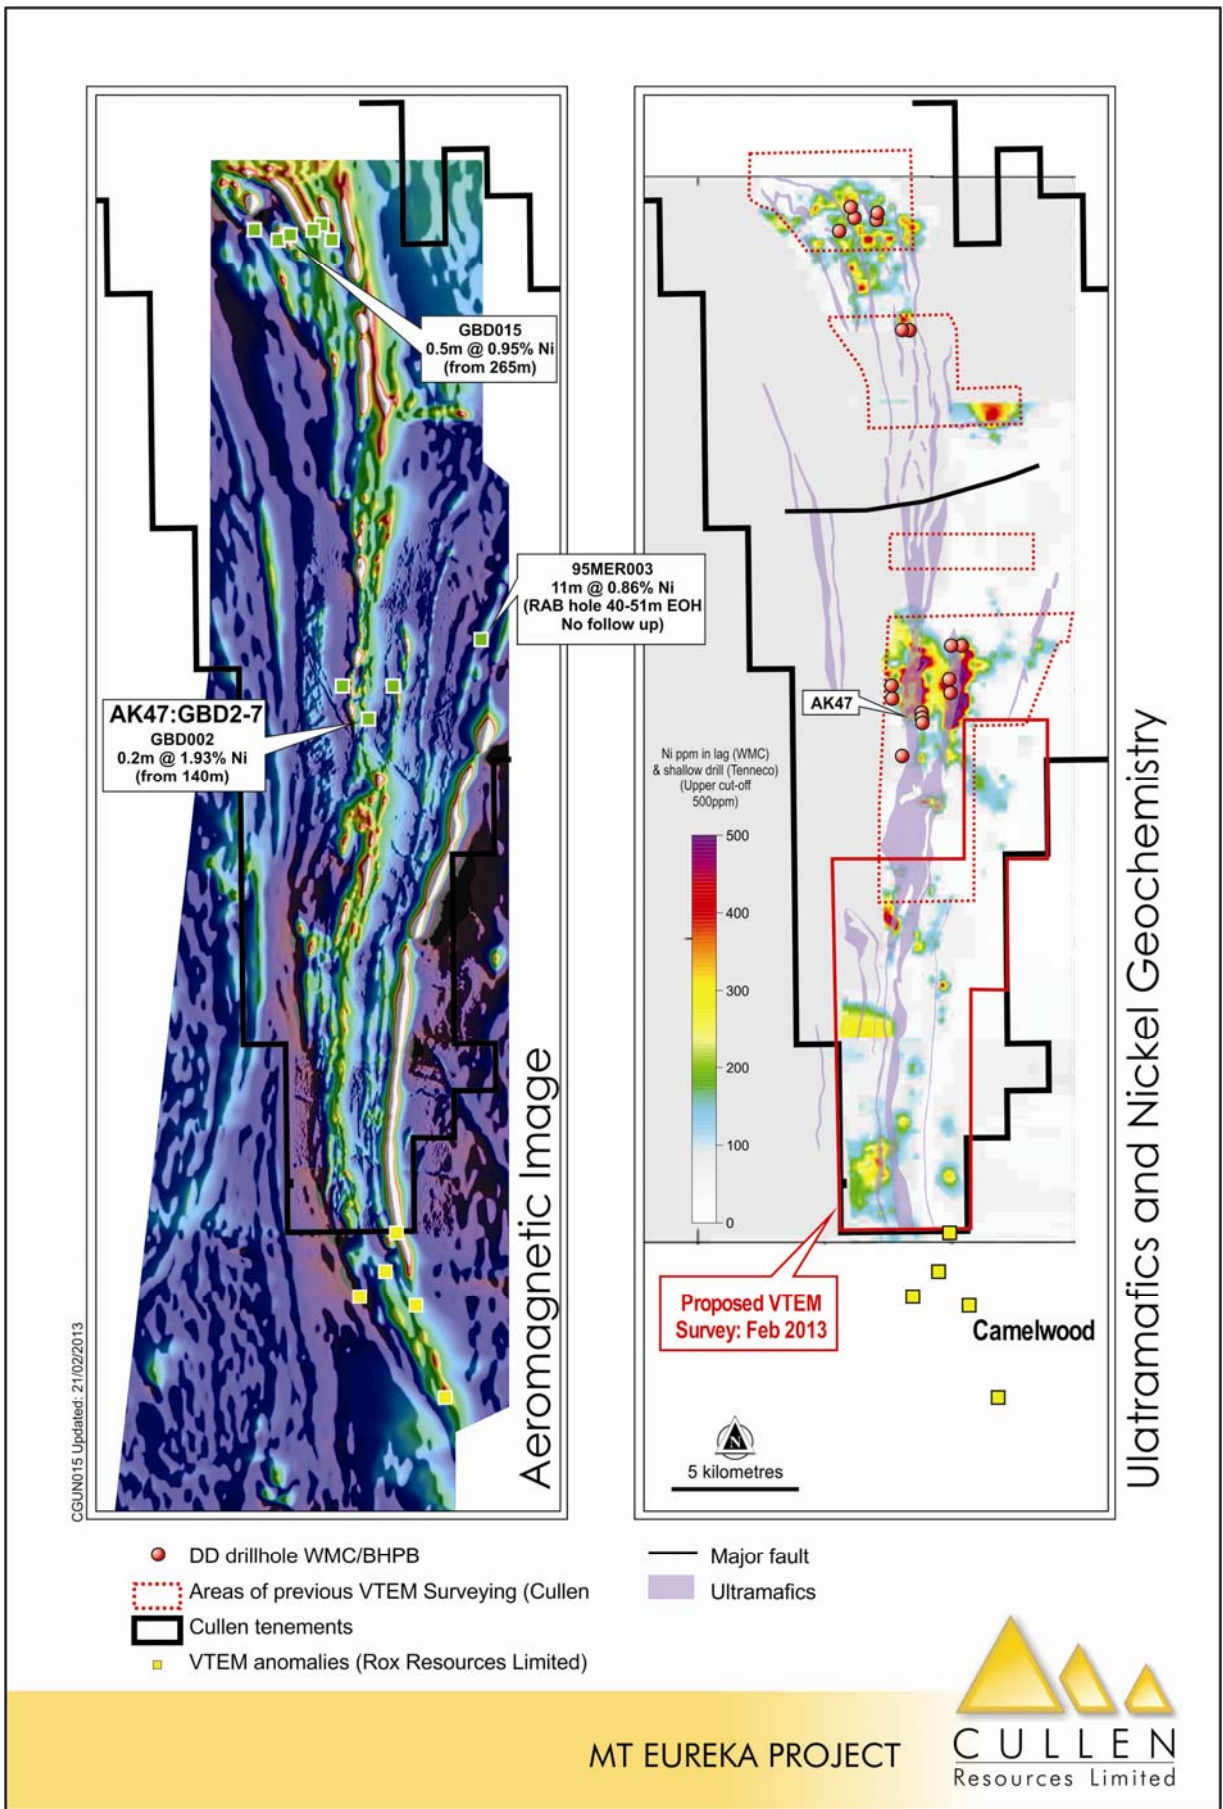 GBD015
0.5m @ 0.95% Ni
(from 265m)
95MER003
11m @ 0.86% Ni
(RAB hole 40-51m EOH
No follow up)
AK47:GBD2-7
GBD002
0.2m @ 1.93% Ni
(from 140m)
Aeromagnetic Image
CGUN015 Updated: 21/02/2013
AK47
Ni ppm in lag (WMC)
& shallow drill (Tenneco)
(Upper cut-off
500ppm)
500
400
300
200
100
0
Proposed VTEM
Survey: Feb 2013
Camelwood
N
5 kilometres
Ulatramafics and Nickel Geochemistry
DD drillhole WMC/BHPB
Areas of previous VTEM Surveying (Cullen
Cullen tenements
VTEM anomalies (Rox Resources Limited)
Major fault
Ultramafics
MT EUREKA PROJECT
CULLEN
Resources Limited